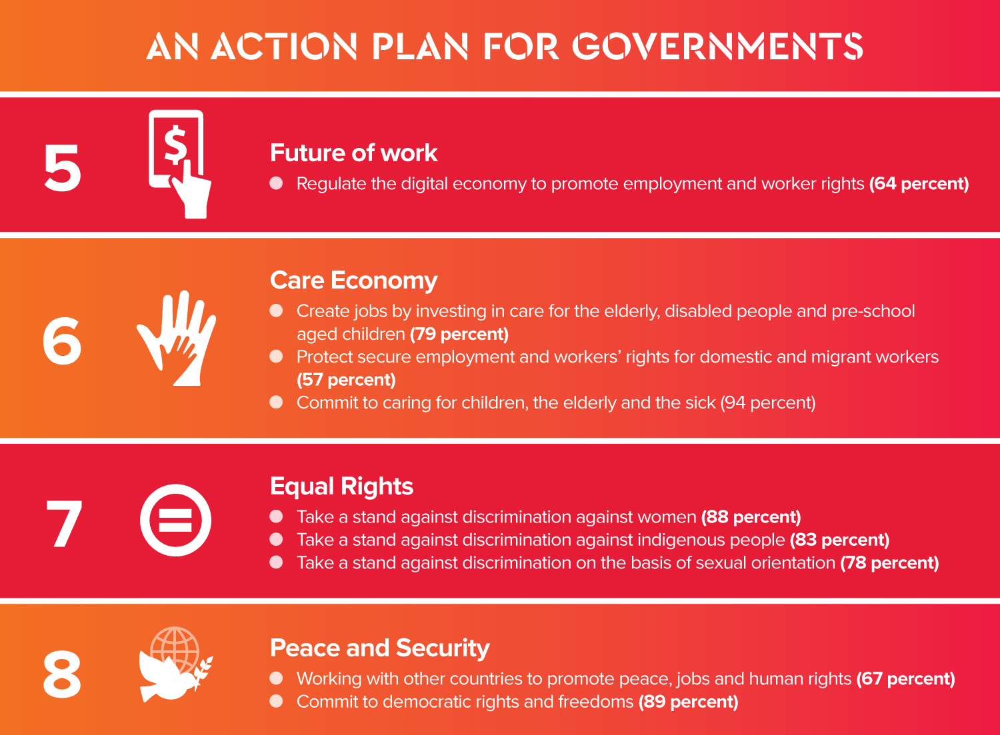 AN ACTION PLAN FOR GOVERNMENTS
5
$
Future of work
Regulate the digital economy to promote employment and worker rights (64 percent)
6
Care Economy
Create jobs by investing in care for the elderly, disabled people and pre-school
aged children (79 percent)
Protect secure employment and workers’ rights for domestic and migrant workers
(57 percent)
Commit to caring for children, the elderly and the sick (94 percent)
7
=
Equal Rights
Take a stand against discrimination against women (88 percent)
Take a stand against discrimination against indigenous people (83 percent)
Take a stand against discrimination on the basis of sexual orientation (78 percent)
8
Peace and Security
Working with other countries to promote peace, jobs and human rights (67 percent)
Commit to democratic rights and freedoms (89 percent)